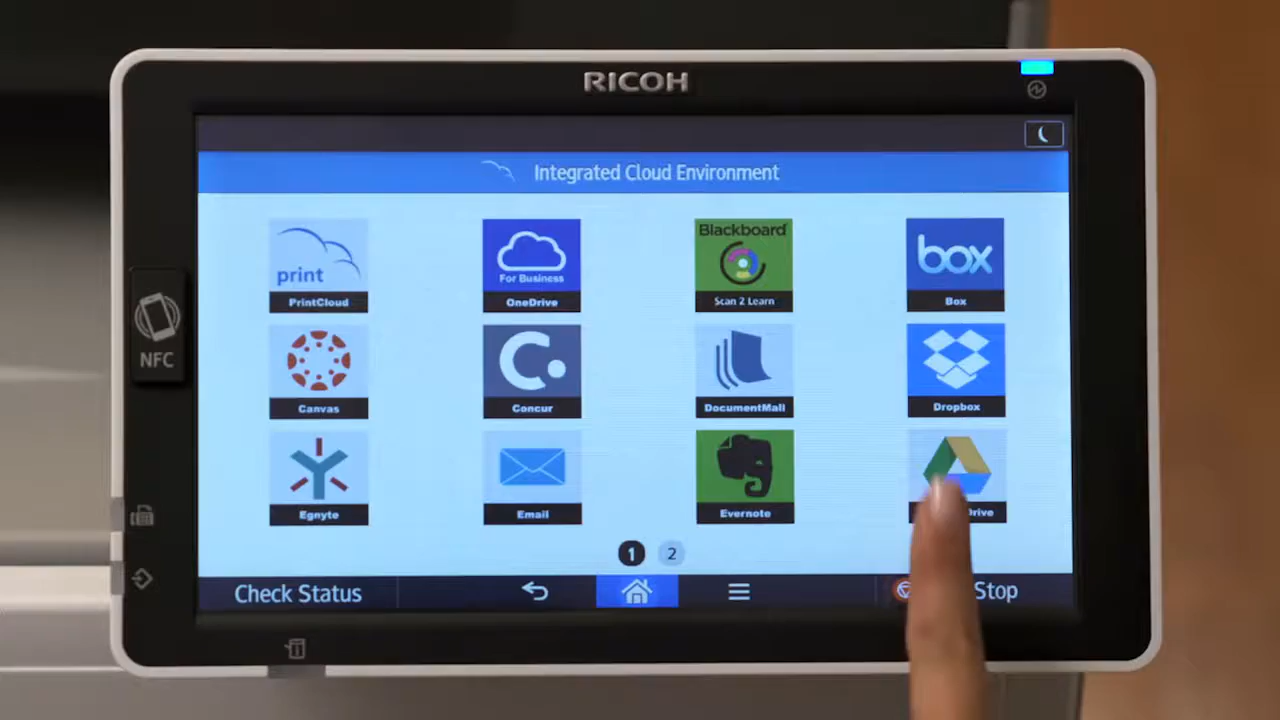 RICOH
Integrated Cloud Environment
print
PrintCloud
For Business
OneDrive
Blackboard
Scan 2 Learn
box
Box
NFC
Canvas
Concur
DocumentMall
Dropbox
Egnyte
Email
Evernote
Drive
1 2
Check Status
Stop